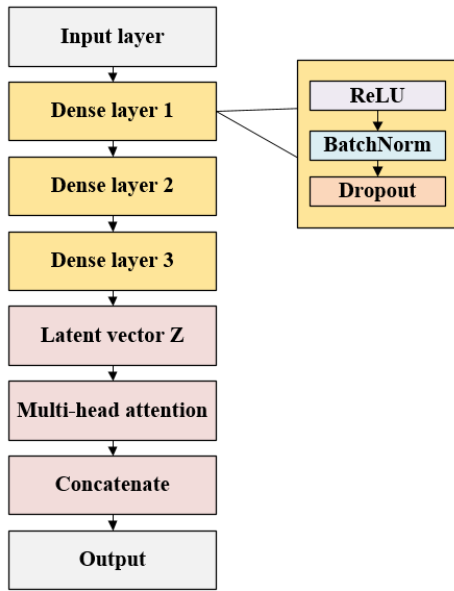 Input layer
Dense layer 1
Dense layer 2
Dense layer 3
Latent vector Z
Multi-head attention
Concatenate
Output
ReLU
BatchNorm
Dropout